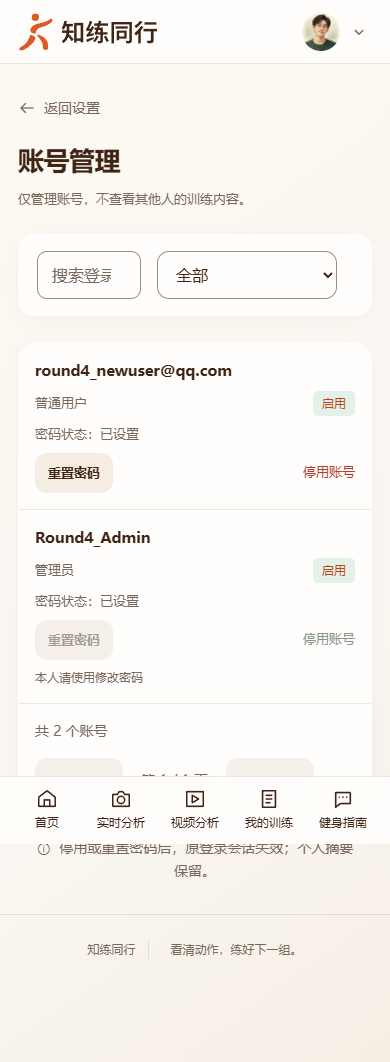 知练同行
返回设置
账号管理
仅管理账号，不查看其他人的训练内容。
搜索登录
全部
round4_newuser@qq.com
普通用户
启用
密码状态：已设置
重置密码
停用账号
Round4_Admin
管理员
启用
密码状态：已设置
重置密码
停用账号
本人请使用修改密码
共 2 个账号
首页
实时分析
视频分析
我的训练
健身指南
停用或重置密码后，原登录会话失效；个人摘要
保留。
知练同行
看清动作，练好下一组。